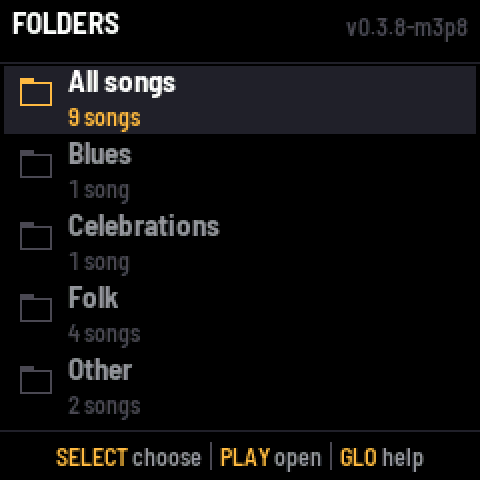 FOLDERS v0.3.8-m3p8
All songs
9 songs
Blues
1 song
Celebrations
1 song
Folk
4 songs
Other
2 songs
SELECT choose | PLAY open | GLO help